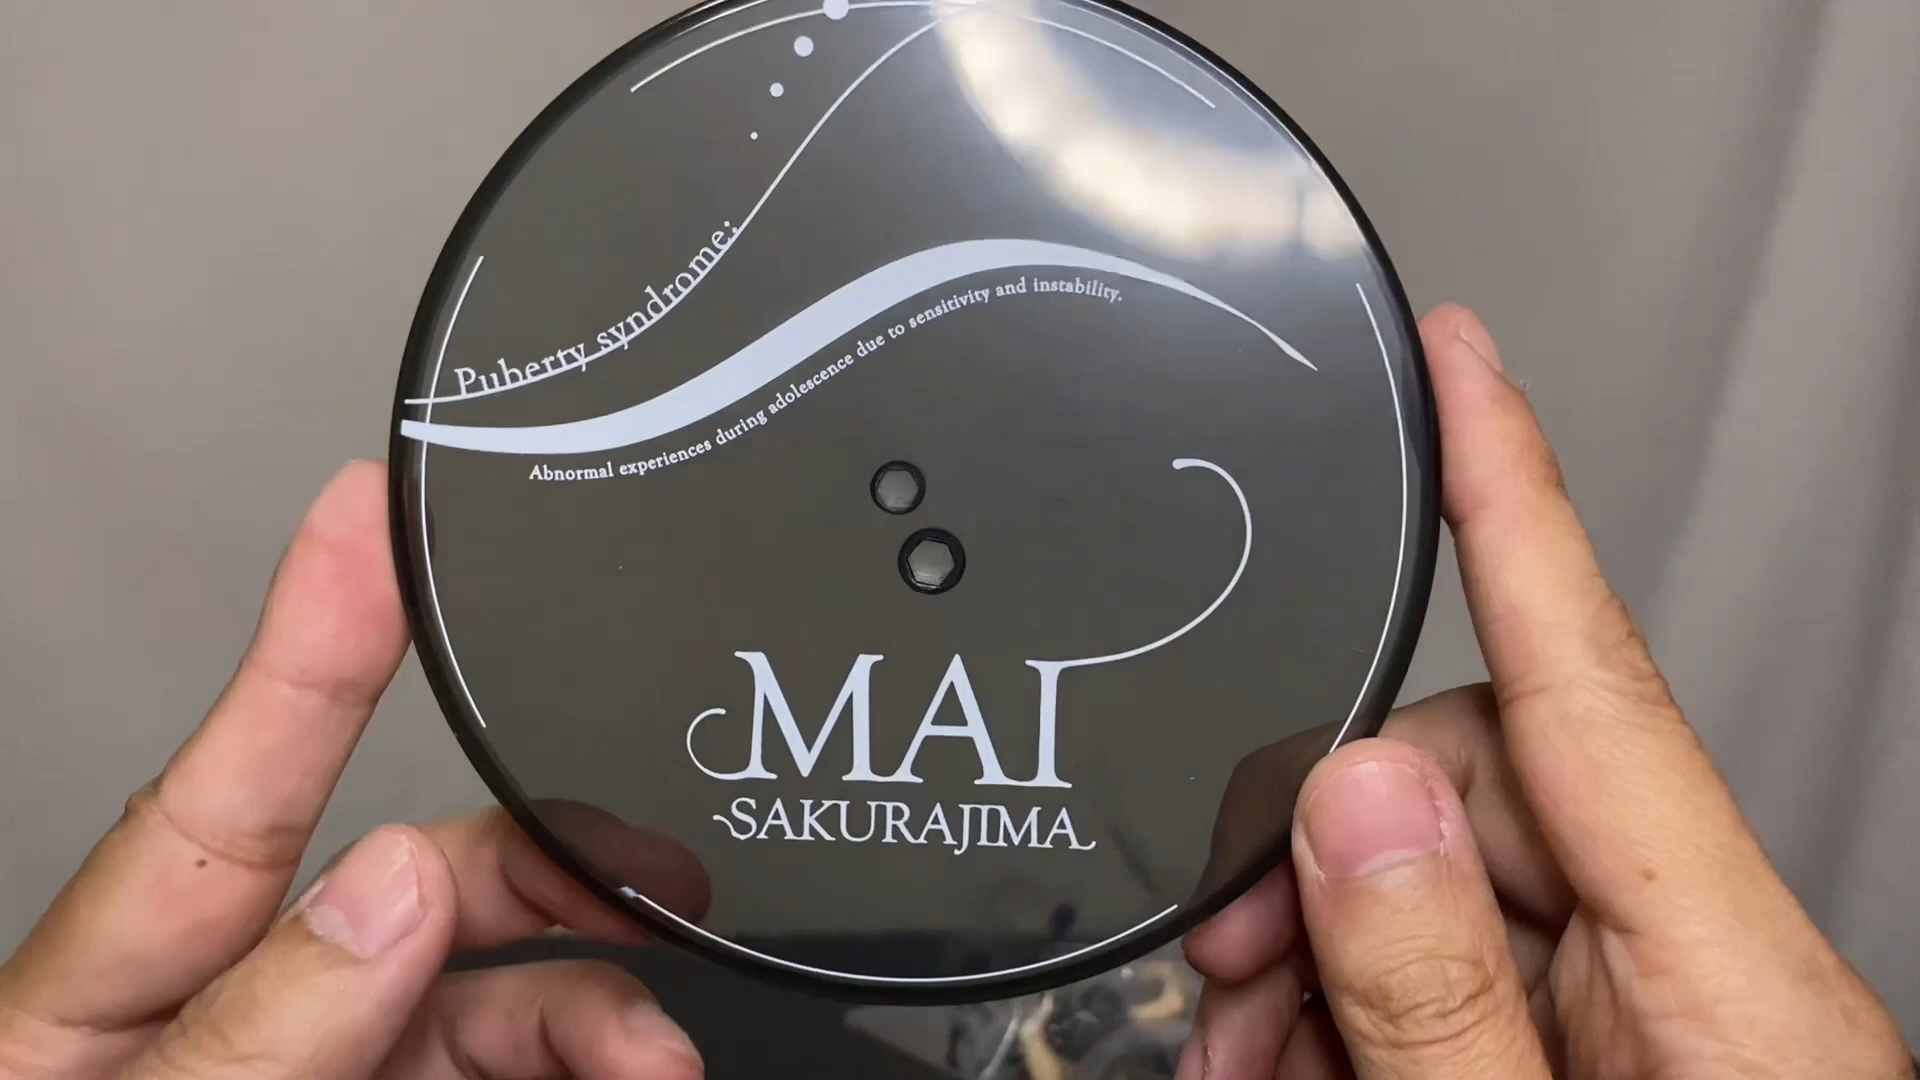 Puberty syndrome:
Abnormal experiences during adolescence due to sensitivity and instability.
MAI
SAKURAJIMA